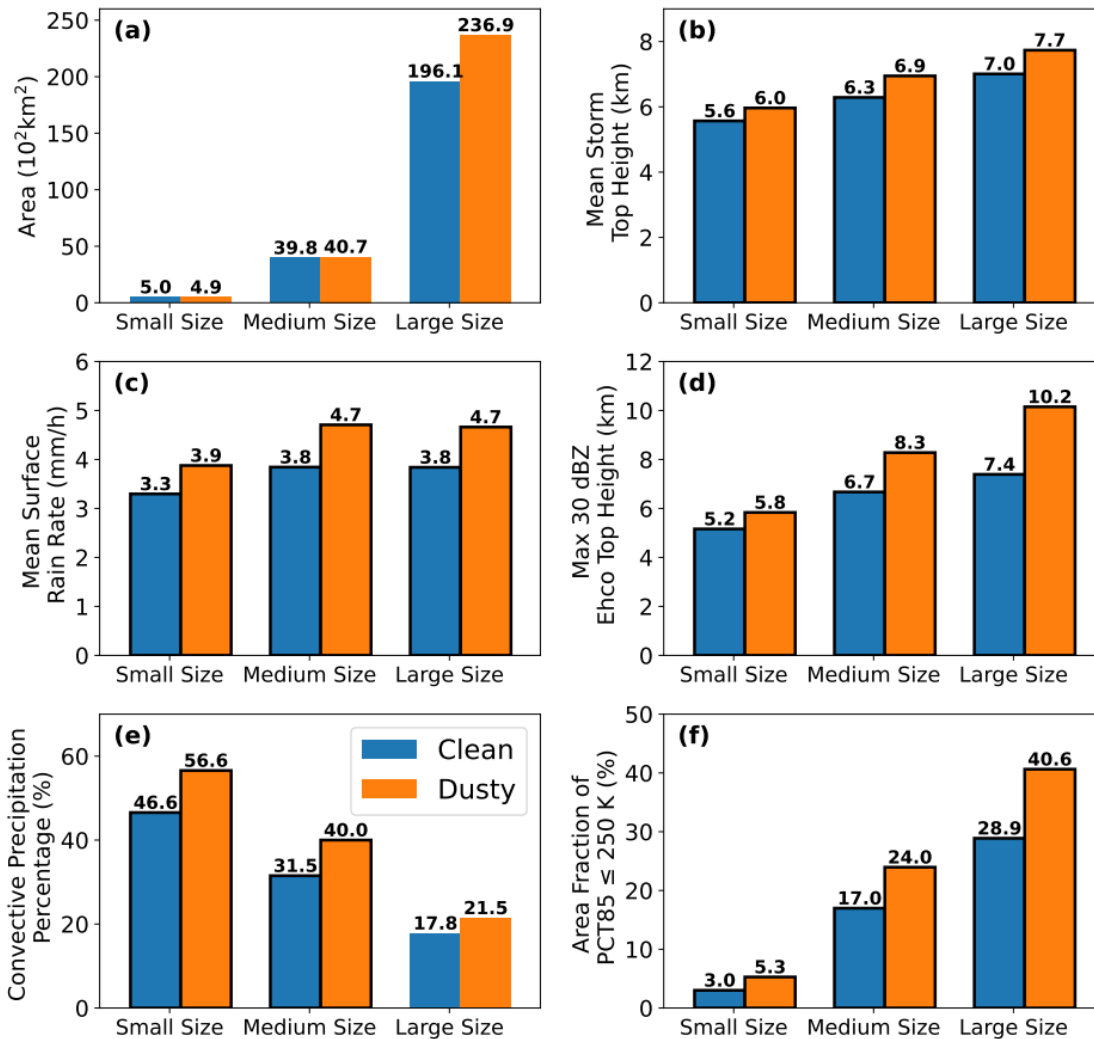 (a)
Area (10²km²)
250
200
150
100
50
0
5.0 4.9
39.8 40.7
196.1 236.9
Small Size Medium Size Large Size
(b)
Mean Storm
Top Height (km)
8
6
4
2
0
5.6 6.0
6.3 6.9
7.0 7.7
Small Size Medium Size Large Size
(c)
Mean Surface
Rain Rate (mm/h)
6
5
4
3
2
1
0
3.3 3.9
3.8 4.7
3.8 4.7
Small Size Medium Size Large Size
(d)
Max 30 dBZ
Ehco Top Height (km)
12
10
8
6
4
2
0
5.2 5.8
6.7 8.3
7.4 10.2
Small Size Medium Size Large Size
(e)
Convective Precipitation
Percentage (%)
60
40
20
0
46.6 56.6
31.5 40.0
17.8 21.5
Clean
Dusty
Small Size Medium Size Large Size
(f)
Area Fraction of
PCT85 ≤ 250 K (%)
50
40
30
20
10
0
3.0 5.3
17.0 24.0
28.9 40.6
Small Size Medium Size Large Size